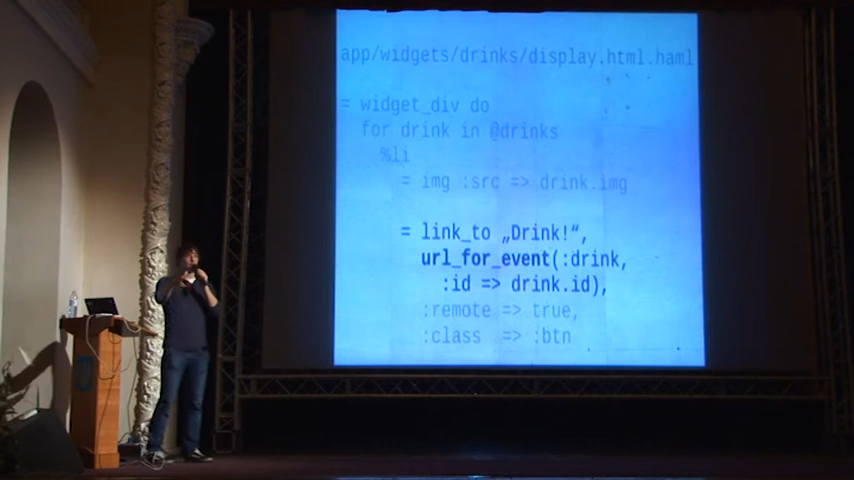 app/widgets/drinks/display.html.haml
= widget_div do
for drink in @drinks
%li
= img :src => drink.img
= link_to „Drink!“,
url_for_event(:drink,
:id => drink.id),
:remote => true,
:class => :btn